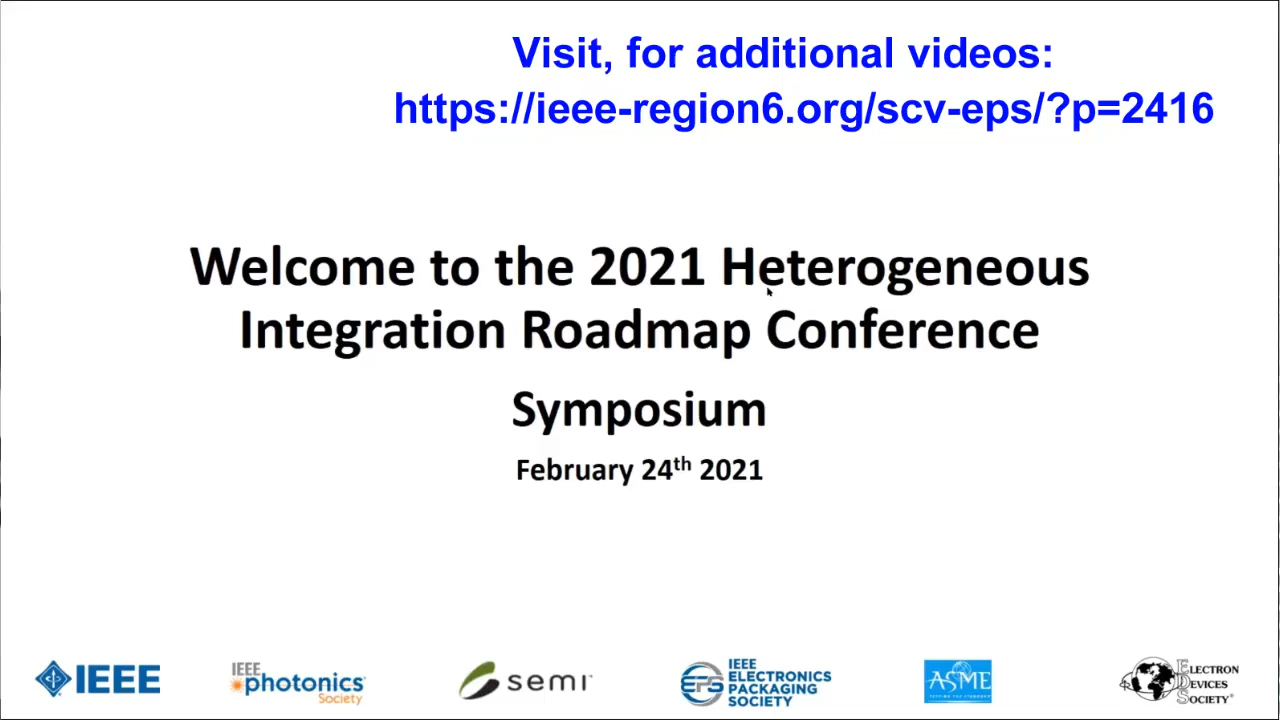 Visit, for additional videos:
https://ieee-region6.org/scv-eps/?p=2416
Welcome to the 2021 Heterogeneous
Integration Roadmap Conference
Symposium
February 24th 2021
IEEE
IEEE
photonics
Society
semi
EPS
IEEE
ELECTRONICS
PACKAGING
SOCIETY
ASME
ELECTRON
DEVICES
SOCIETY®